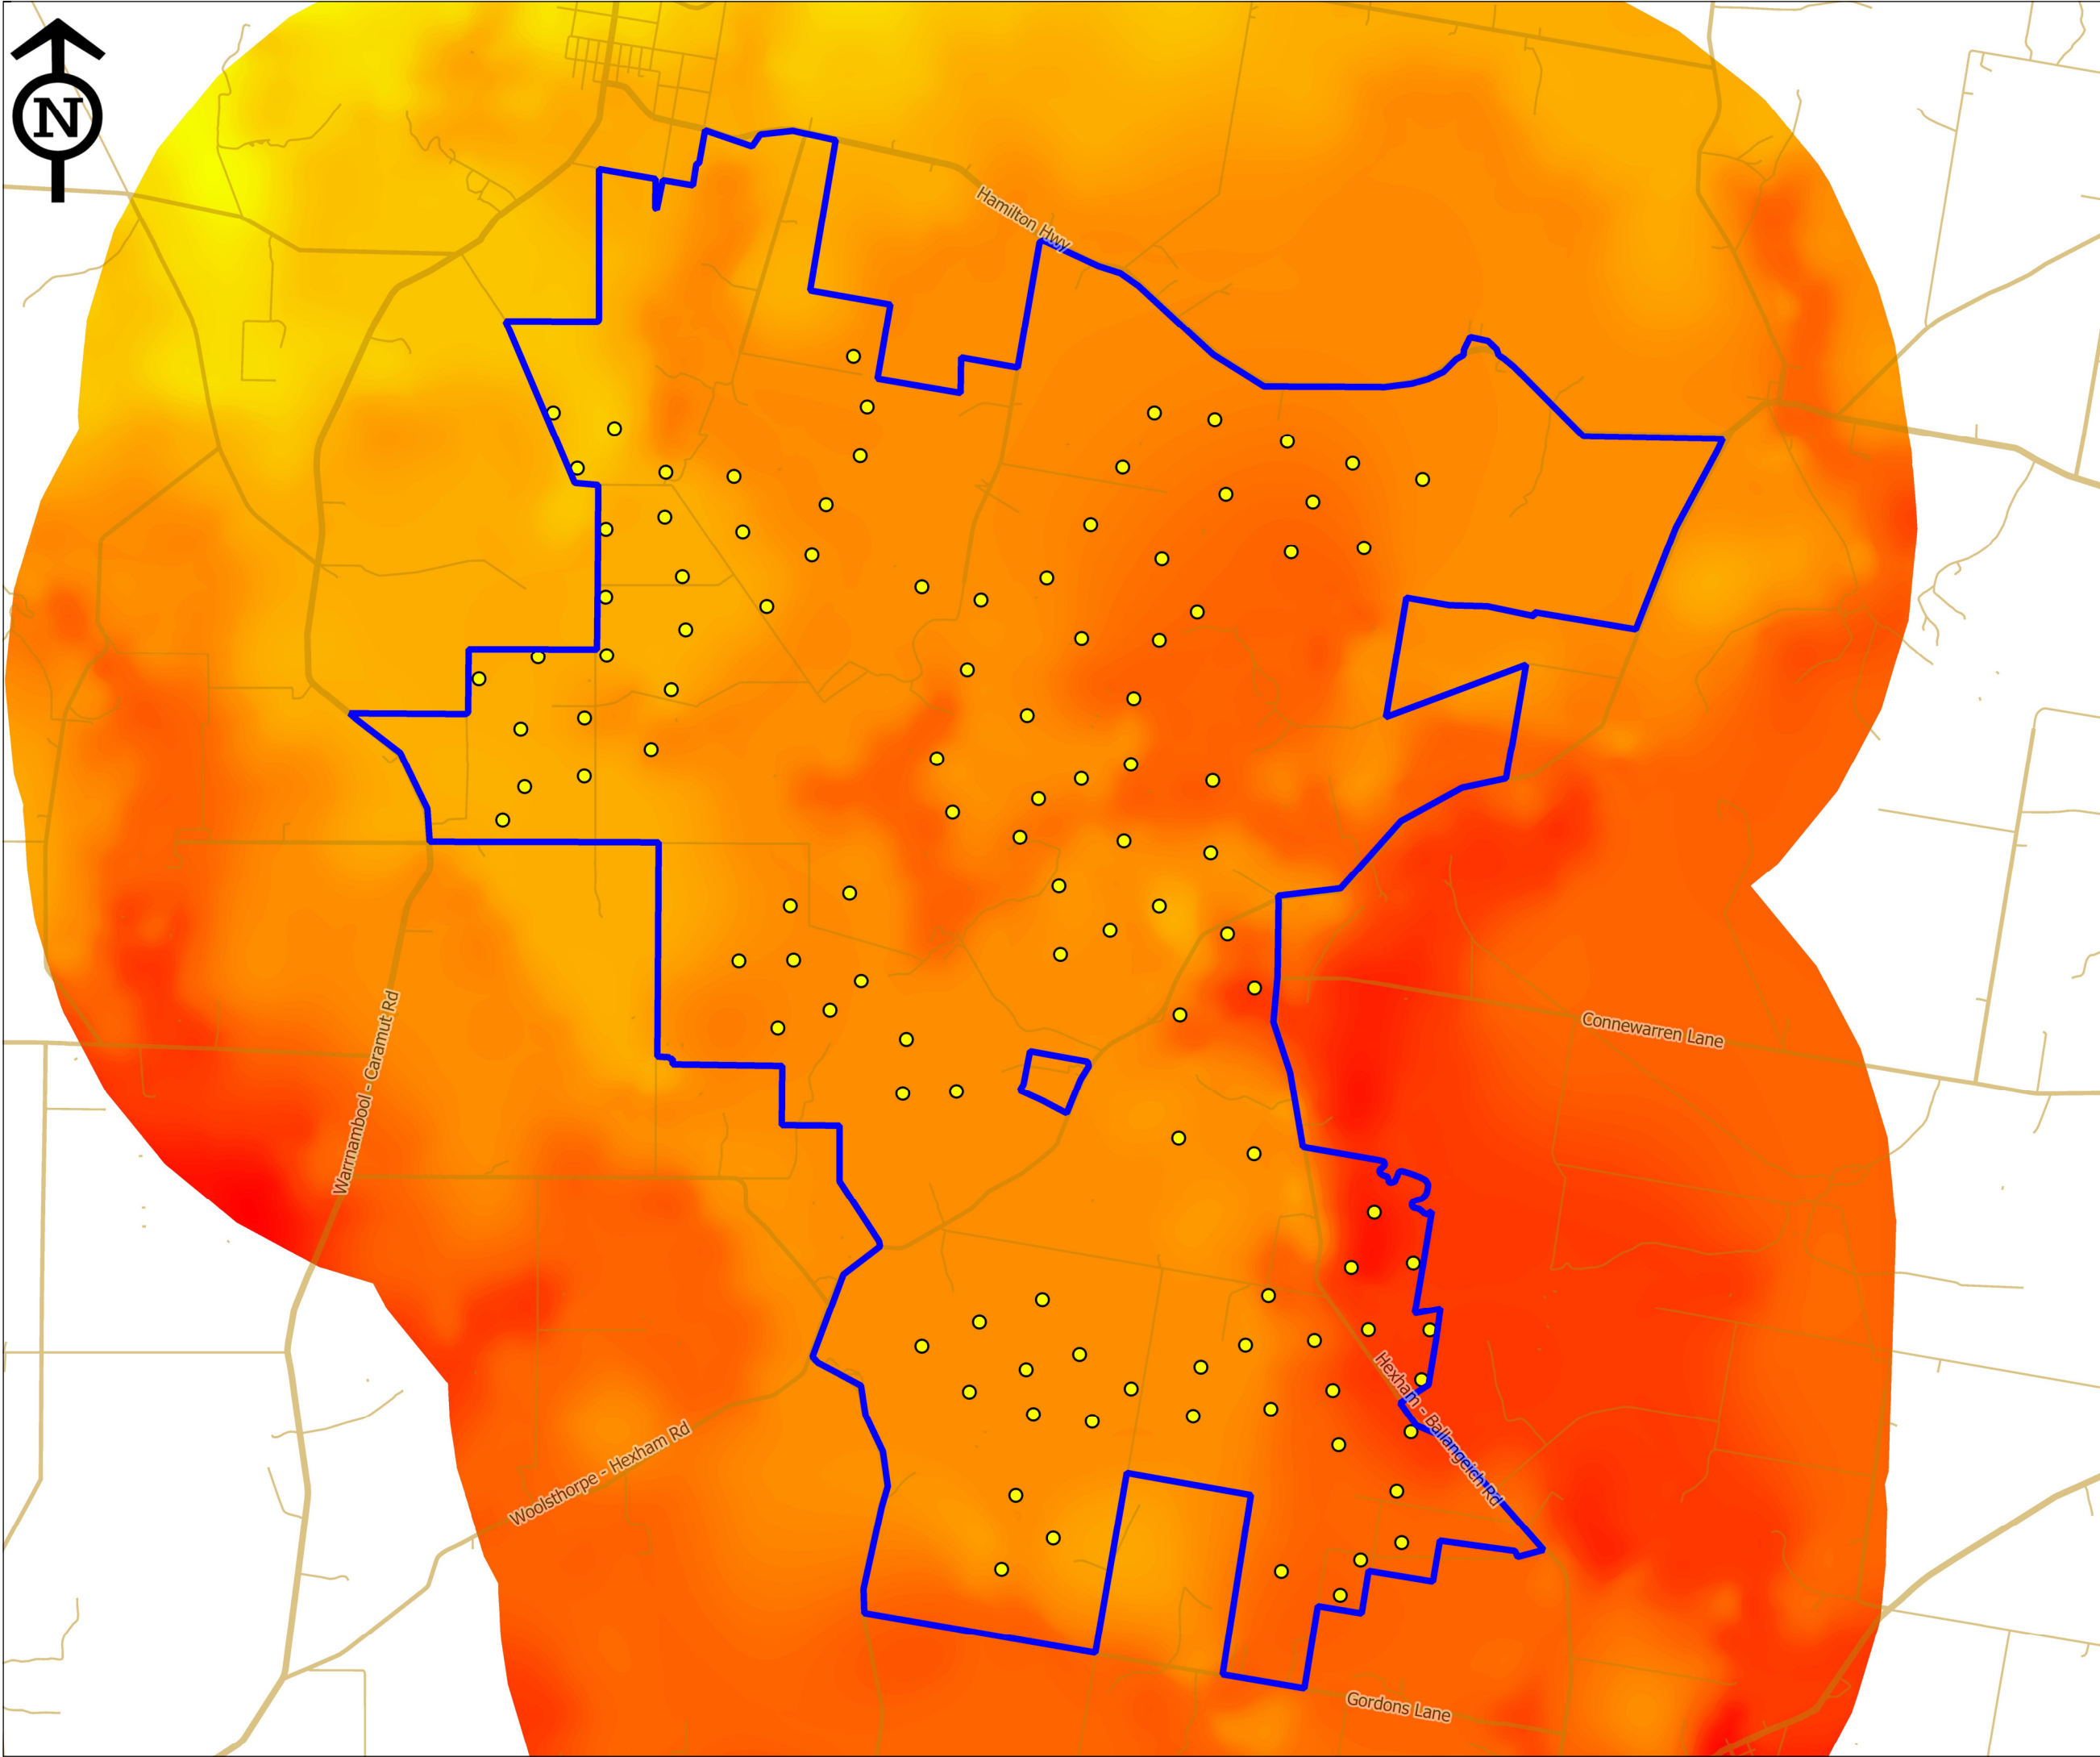 N
Hamilton Hwy
Connewarren Lane
Warrnambool - Caramut Rd
Hexham - Ballangeich Rd
Woolsthorpe - Hexham Rd
Gordons Lane